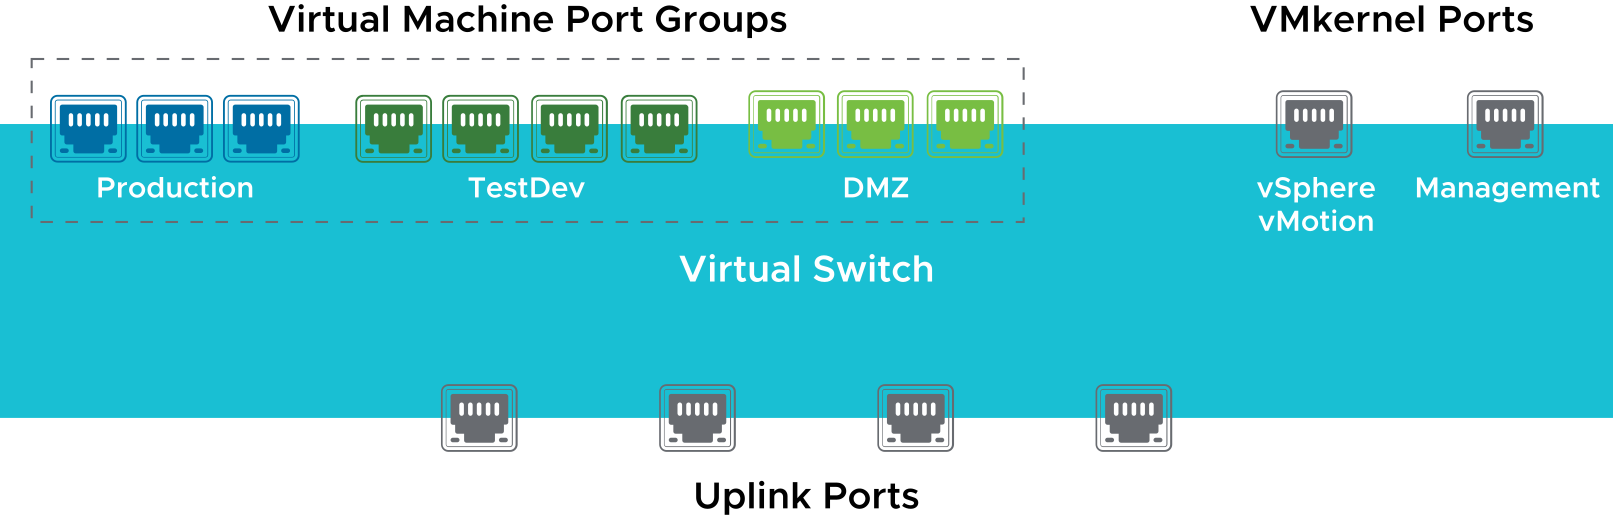 Virtual Machine Port Groups
VMkernel Ports
Production
TestDev
DMZ
vSphere
vMotion
Management
Virtual Switch
Uplink Ports